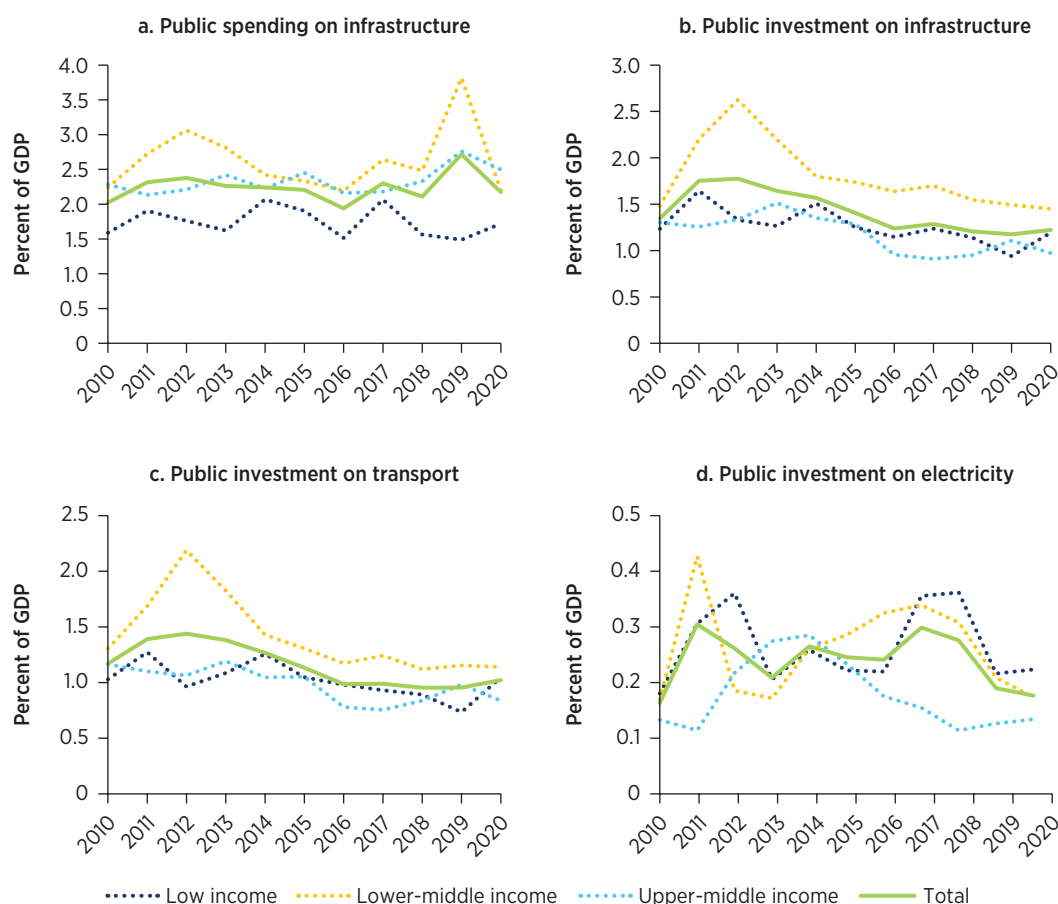 a. Public spending on infrastructure
Percent of GDP
4.0
3.5
3.0
2.5
2.0
1.5
1.0
0.5
0
2010 2011 2012 2013 2014 2015 2016 2017 2018 2019 2020
b. Public investment on infrastructure
Percent of GDP
3.0
2.5
2.0
1.5
1.0
0.5
0
2010 2011 2012 2013 2014 2015 2016 2017 2018 2019 2020
c. Public investment on transport
Percent of GDP
2.5
2.0
1.5
1.0
0.5
0
2010 2011 2012 2013 2014 2015 2016 2017 2018 2019 2020
d. Public investment on electricity
Percent of GDP
0.5
0.4
0.3
0.2
0.1
0
2010 2011 2012 2013 2014 2015 2016 2017 2018 2019 2020
Low income Lower-middle income Upper-middle income Total